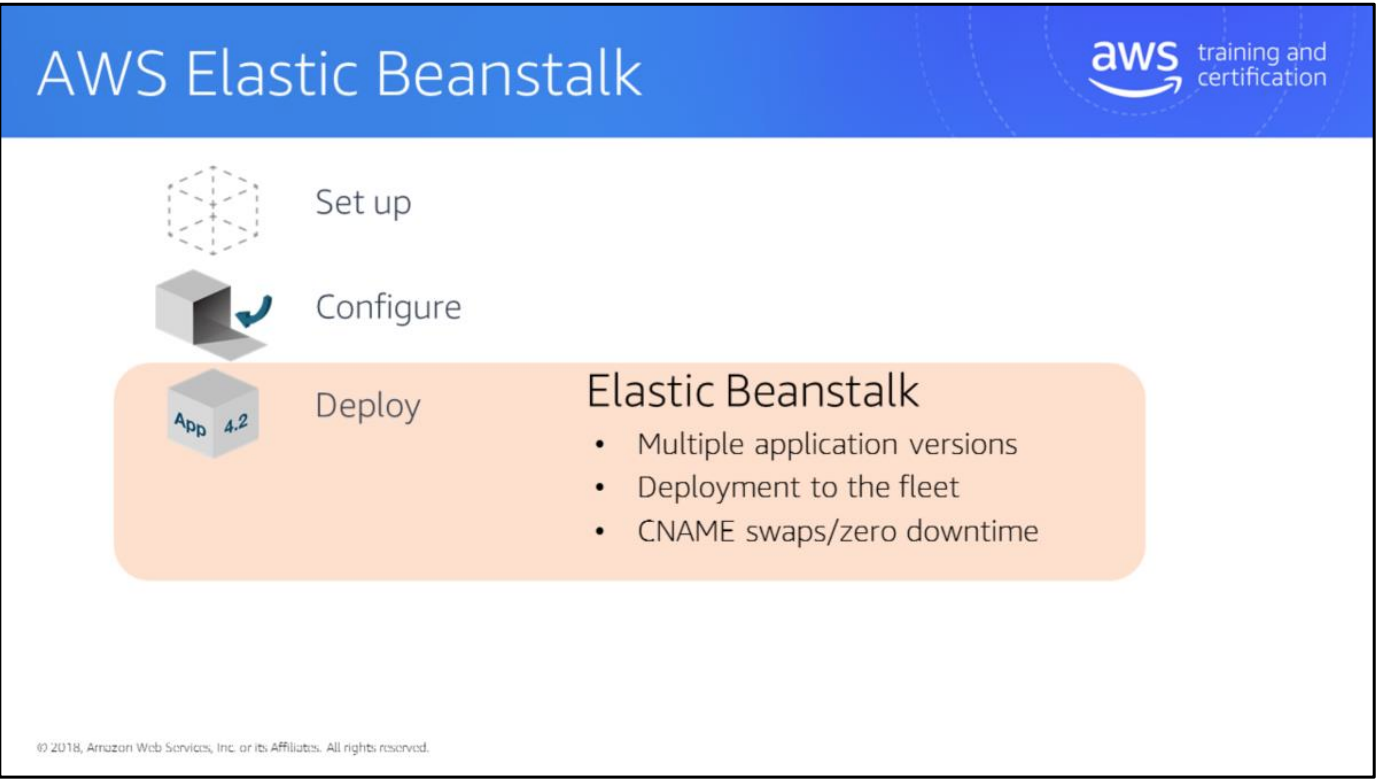 AWS Elastic Beanstalk
aws training and
certification
Set up
Configure
Deploy
App 4.2
Elastic Beanstalk
• Multiple application versions
• Deployment to the fleet
• CNAME swaps/zero downtime
© 2018, Amazon Web Services, Inc. or its Affiliates. All rights reserved.